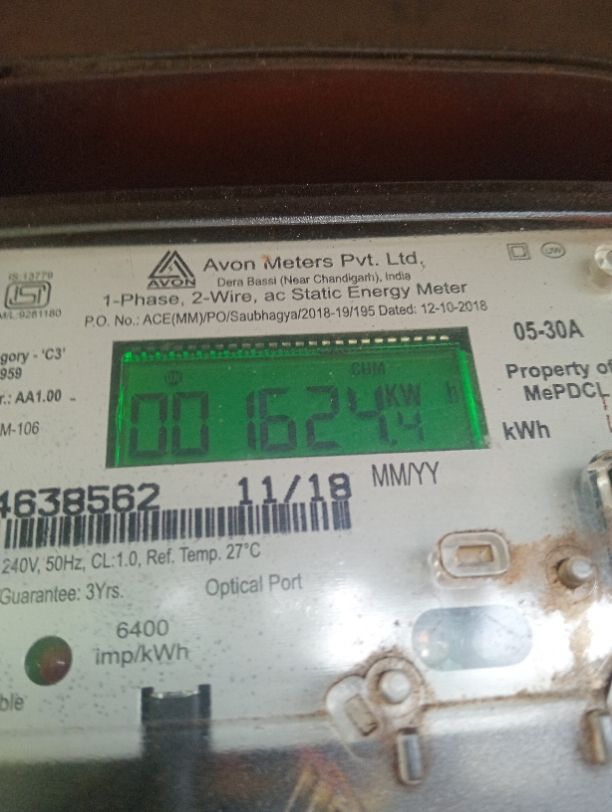 IS:13779
ISI
M/L:9281180
AVON
Avon Meters Pvt. Ltd.
Dera Bassi (Near Chandigarh), India
1-Phase, 2-Wire, ac Static Energy Meter
P.O. No.: ACE(MM)/PO/Saubhagya/2018-19/195 Dated: 12-10-2018
gory - 'C3'
959
r.: AA1.00
M-106
CUM
001624.4 KW h
05-30A
Property of
MePDCL
kWh
4638562
11/18 MM/YY
240V, 50Hz, CL:1.0, Ref. Temp. 27°C
Guarantee: 3Yrs.
Optical Port
6400
imp/kWh
ble